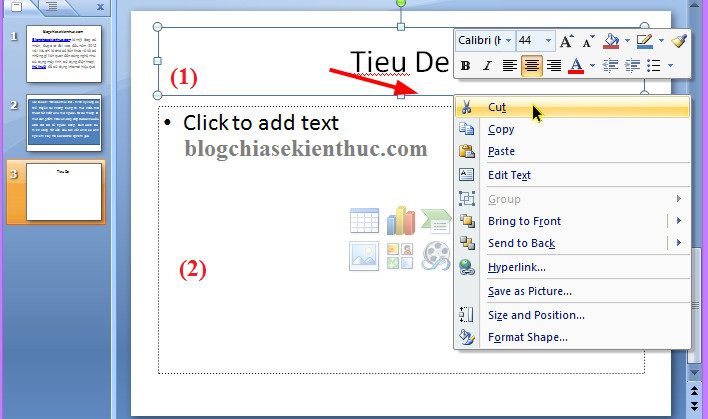 1
Blogchiasekienthuc.com
2
3
Tieu De
(1)
Tieu De
Calibri (H
44
A
A
B
I
A
• Click to add text
blogchiasekienthuc.com
(2)
Cut
Copy
Paste
Edit Text
Group
Bring to Front
Send to Back
Hyperlink...
Save as Picture...
Size and Position...
Format Shape...